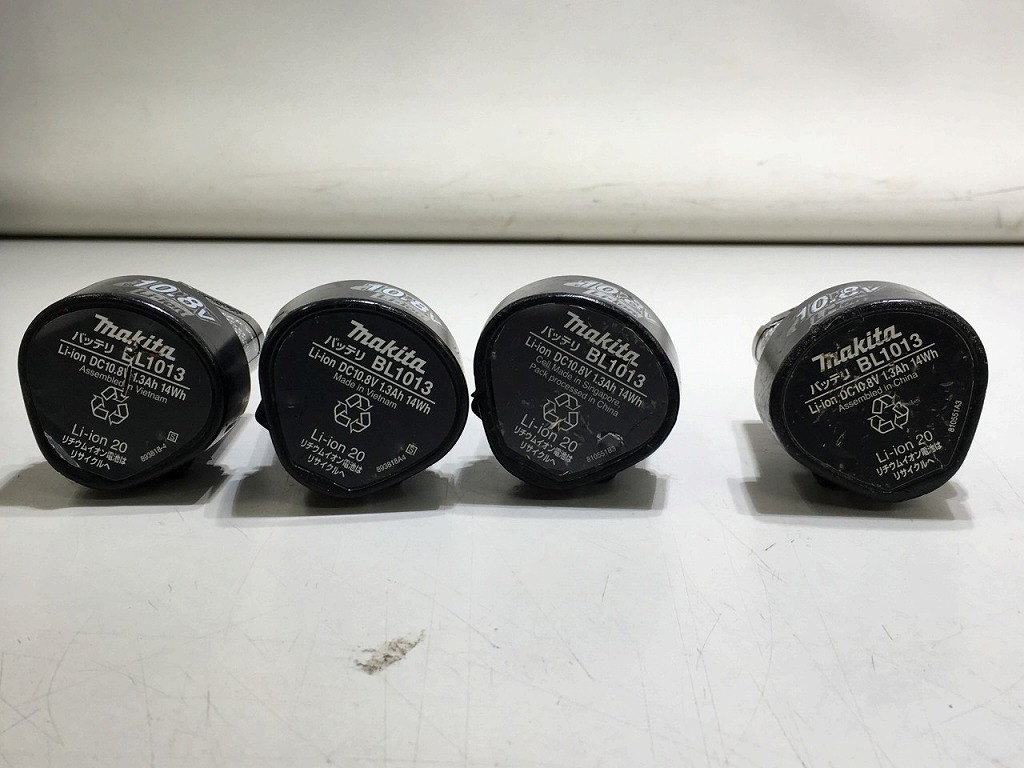 10.8V
makita
バッテリ BL1013
Li-ion DC10.8V 1.3Ah 14Wh
Assembled in Vietnam
Li-ion 20
893818-4
リチウムイオン電池は
リサイクルへ
10.8V
makita
バッテリ BL1013
Li-ion DC10.8V 1.3Ah 14Wh
Made in Vietnam
Li-ion 20
893818A4
リチウムイオン電池は
リサイクルへ
10.8V
makita
バッテリ BL1013
Li-ion DC10.8V 1.3Ah 14Wh
Cell Made in Singapore,
Pack processed in China
Li-ion 20
リチウムイオン電池は
リサイクルへ
10.8V
makita
バッテリ BL1013
Li-ion DC10.8V 1.3Ah 14Wh
Assembled in China
810551A3
Li-ion 20
リチウムイオン電池は
リサイクルへ